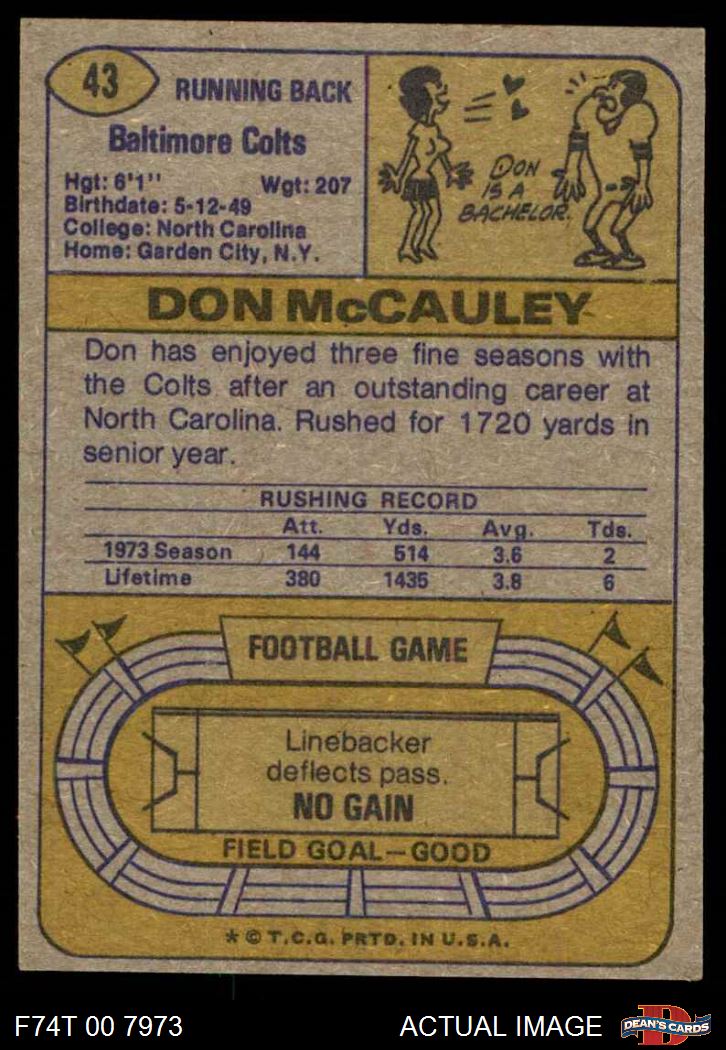 43
RUNNING BACK
Baltimore Colts
Hgt: 6'1" Wgt: 207
Birthdate: 5-12-49
College: North Carolina
Home: Garden City, N.Y.
DON
IS A
BACHELOR.
DON McCAULEY
Don has enjoyed three fine seasons with
the Colts after an outstanding career at
North Carolina. Rushed for 1720 yards in
senior year.
RUSHING RECORD
Att. Yds. Avg. Tds.
1973 Season 144 514 3.6 2
Lifetime 380 1435 3.8 6
FOOTBALL GAME
Linebacker
deflects pass.
NO GAIN
FIELD GOAL—GOOD
* © T.C.G. PRTD. IN U.S.A.
F74T 00 7973 ACTUAL IMAGE
D
DEAN'S CARDS